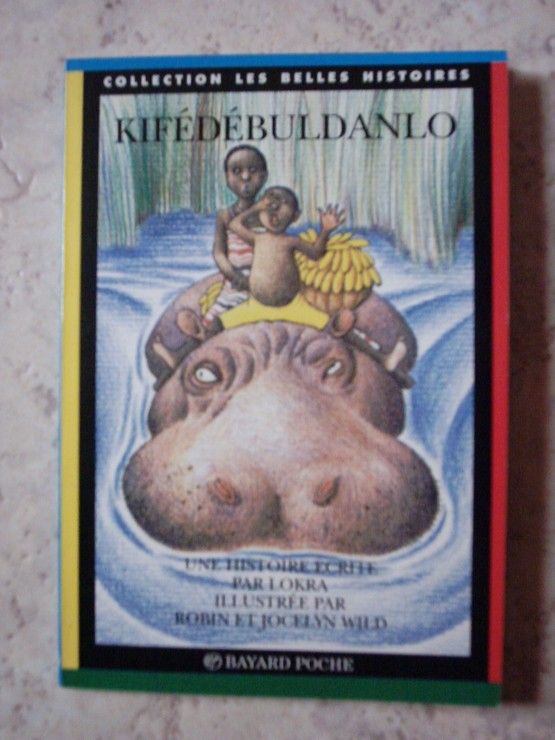 COLLECTION LES BELLES HISTOIRES
KIFÉDÉBULDANLO
UNE HISTOIRE ÉCRITE
PAR LOKRA
ILLUSTRÉE PAR
ROBIN ET JOCELYN WILD
BAYARD POCHE